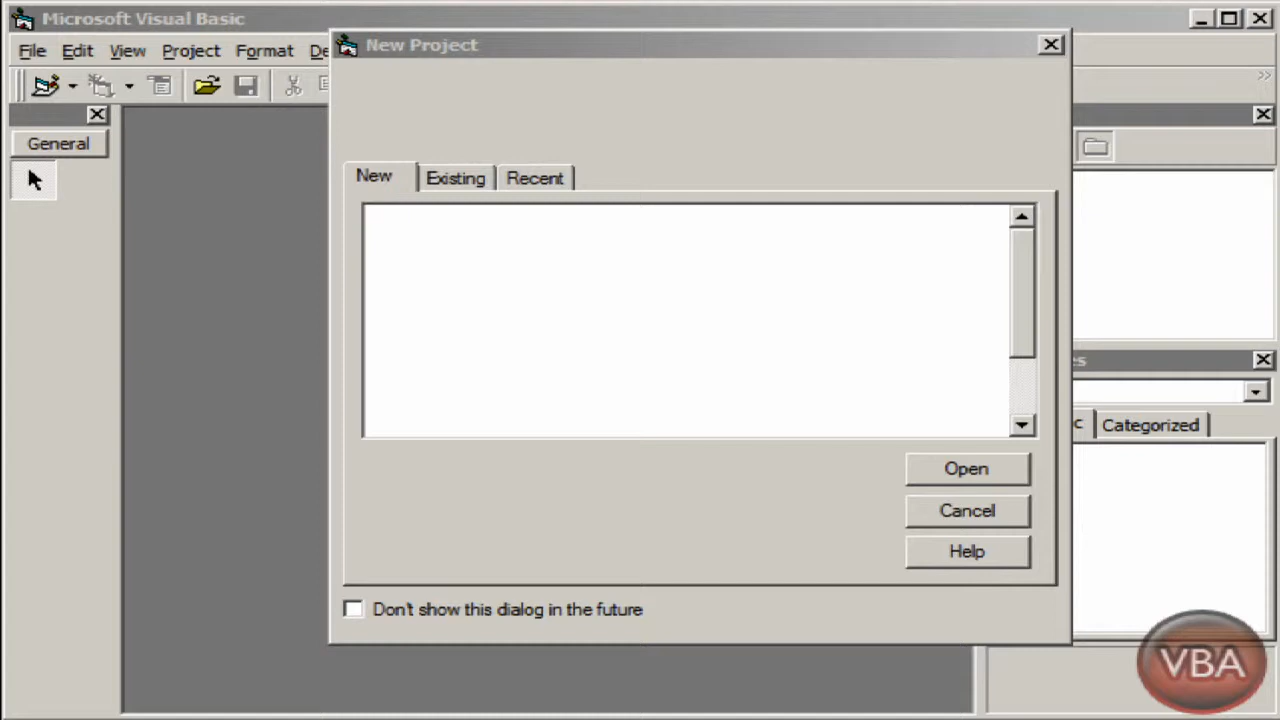 Microsoft Visual Basic
New Project
File Edit View Project Format
General
New Existing Recent
Categorized
Open
Cancel
Help
Don't show this dialog in the future
VBA